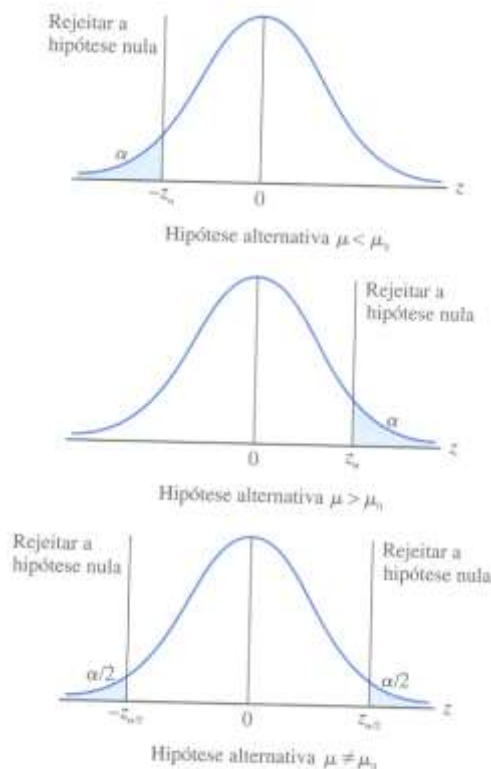 Rejeitar a
hipótese nula
α
−zα
0
z
Hipótese alternativa μ < μ₀
Rejeitar a
hipótese nula
α
0
zα
z
Hipótese alternativa μ > μ₀
Rejeitar a
hipótese nula
Rejeitar a
hipótese nula
α/2
α/2
−zα/2
0
zα/2
z
Hipótese alternativa μ ≠ μ₀